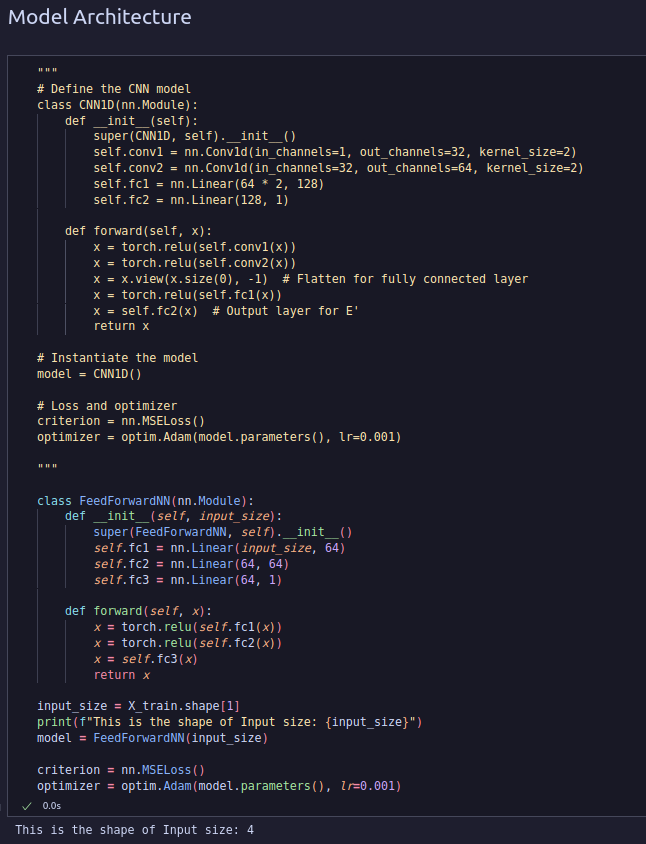 Model Architecture
"""
# Define the CNN model
class CNN1D(nn.Module):
    def __init__(self):
        super(CNN1D, self).__init__()
        self.conv1 = nn.Conv1d(in_channels=1, out_channels=32, kernel_size=2)
        self.conv2 = nn.Conv1d(in_channels=32, out_channels=64, kernel_size=2)
        self.fc1 = nn.Linear(64 * 2, 128)
        self.fc2 = nn.Linear(128, 1)

    def forward(self, x):
        x = torch.relu(self.conv1(x))
        x = torch.relu(self.conv2(x))
        x = x.view(x.size(0), -1)  # Flatten for fully connected layer
        x = torch.relu(self.fc1(x))
        x = self.fc2(x)  # Output layer for E'
        return x

# Instantiate the model
model = CNN1D()

# Loss and optimizer
criterion = nn.MSELoss()
optimizer = optim.Adam(model.parameters(), lr=0.001)

"""

class FeedForwardNN(nn.Module):
    def __init__(self, input_size):
        super(FeedForwardNN, self).__init__()
        self.fc1 = nn.Linear(input_size, 64)
        self.fc2 = nn.Linear(64, 64)
        self.fc3 = nn.Linear(64, 1)

    def forward(self, x):
        x = torch.relu(self.fc1(x))
        x = torch.relu(self.fc2(x))
        x = self.fc3(x)
        return x

input_size = X_train.shape[1]
print(f"This is the shape of Input size: {input_size}")
model = FeedForwardNN(input_size)

criterion = nn.MSELoss()
optimizer = optim.Adam(model.parameters(), lr=0.001)
✓ 0.0s
This is the shape of Input size: 4